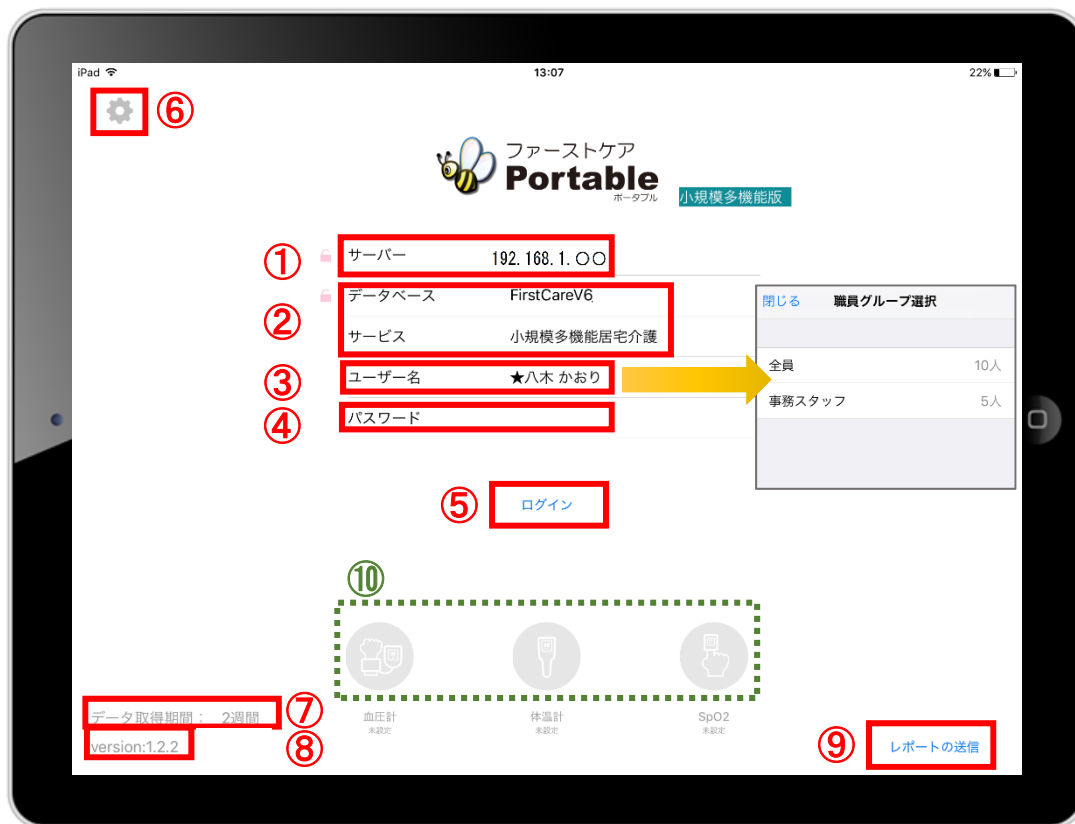 iPad 13:07 22%
⑥
ファーストケア
Portable
ポータブル 小規模多機能版
① サーバー 192.168.1.○○
② データベース FirstCareV6
サービス 小規模多機能居宅介護
③ ユーザー名 ★八木 かおり
④ パスワード
閉じる 職員グループ選択
全員 10人
事務スタッフ 5人
⑤ ログイン
⑩
血圧計 体温計 SpO2
未設定 未設定 未設定
データ取得期間： 2週間 ⑦
version:1.2.2 ⑧
⑨ レポートの送信